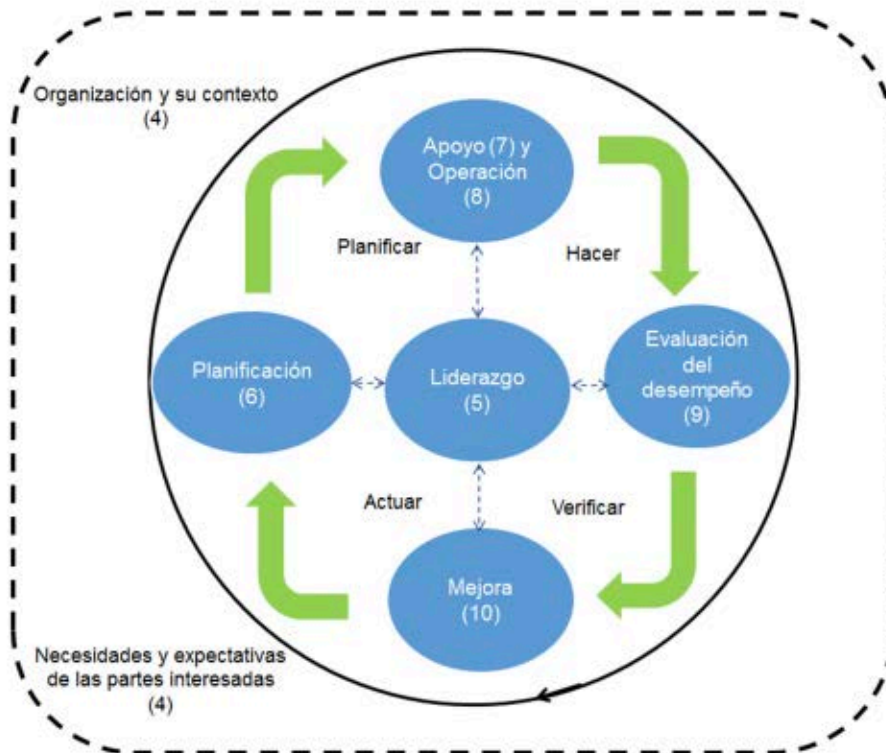 Organización y su contexto
(4)
Apoyo (7) y
Operación
(8)
Planificar
Hacer
Planificación
(6)
Liderazgo
(5)
Evaluación
del
desempeño
(9)
Actuar
Verificar
Mejora
(10)
Necesidades y expectativas
de las partes interesadas
(4)